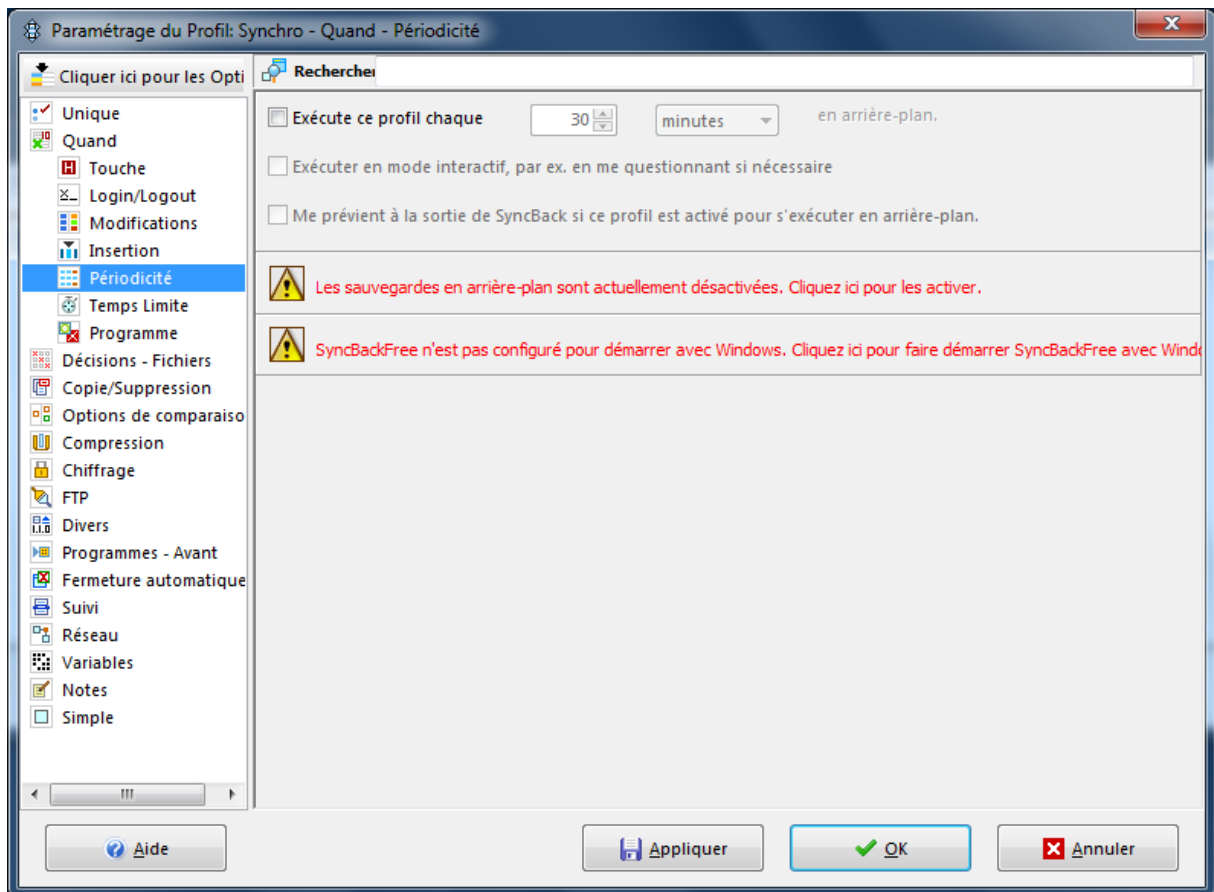 Paramétrage du Profil: Synchro - Quand - Périodicité
Cliquer ici pour les Opti
Rechercher
Unique
Quand
Touche
Login/Logout
Modifications
Insertion
Périodicité
Temps Limite
Programme
Décisions - Fichiers
Copie/Suppression
Options de comparaiso
Compression
Chiffrage
FTP
Divers
Programmes - Avant
Fermeture automatique
Suivi
Réseau
Variables
Notes
Simple
Exécute ce profil chaque 30 minutes en arrière-plan.
Exécuter en mode interactif, par ex. en me questionnant si nécessaire
Me prévient à la sortie de SyncBack si ce profil est activé pour s'exécuter en arrière-plan.
Les sauvegardes en arrière-plan sont actuellement désactivées. Cliquez ici pour les activer.
SyncBackFree n'est pas configuré pour démarrer avec Windows. Cliquez ici pour faire démarrer SyncBackFree avec Windo
Aide
Appliquer
OK
Annuler